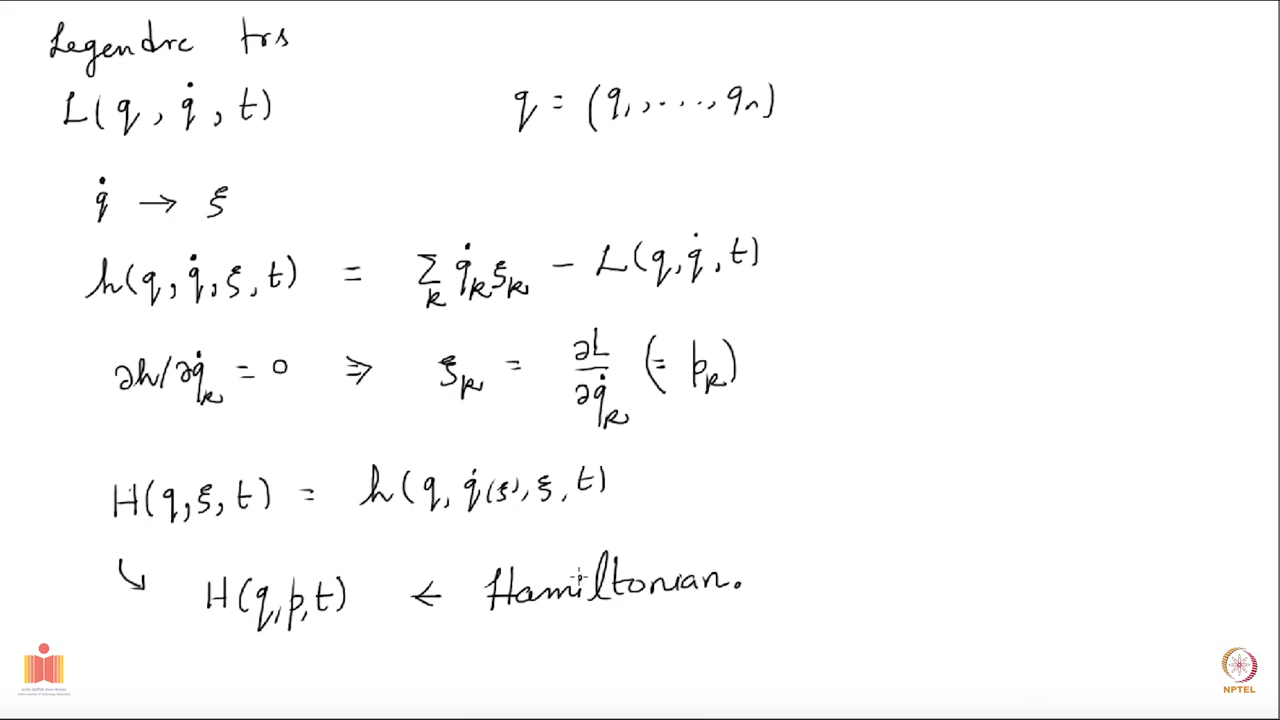 Legendre trs
L(q, q̇, t) q = (q₁, ..., qₙ)
q̇ → ξ
h(q, q̇, ξ, t) = Σₖ q̇ₖ ξₖ − L(q, q̇, t)
∂h/∂q̇ₖ = 0 ⇒ ξₖ = ∂L/∂q̇ₖ (= pₖ)
H(q, ξ, t) = h(q, q̇(ξ), ξ, t)
↳ H(q, p, t) ← Hamiltonian.
NPTEL